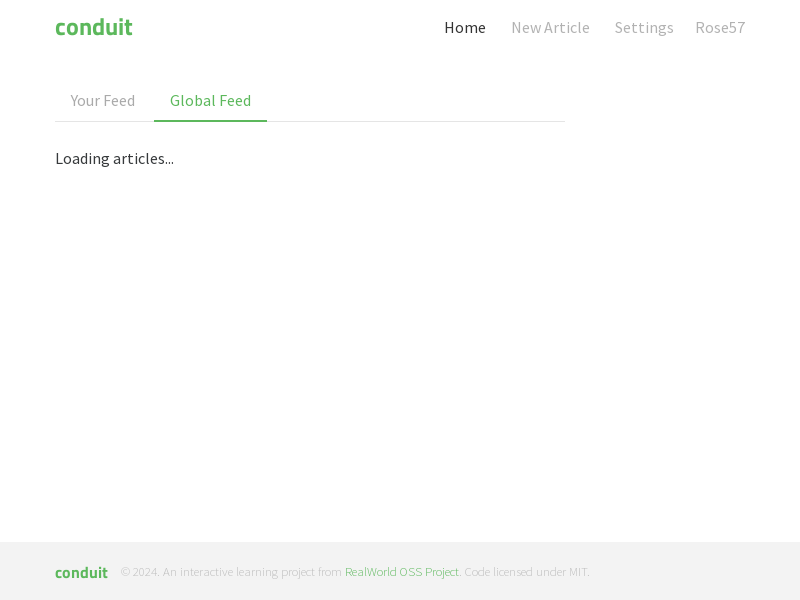 conduit
Home New Article Settings Rose57
Your Feed Global Feed
Loading articles...
conduit © 2024. An interactive learning project from RealWorld OSS Project. Code licensed under MIT.